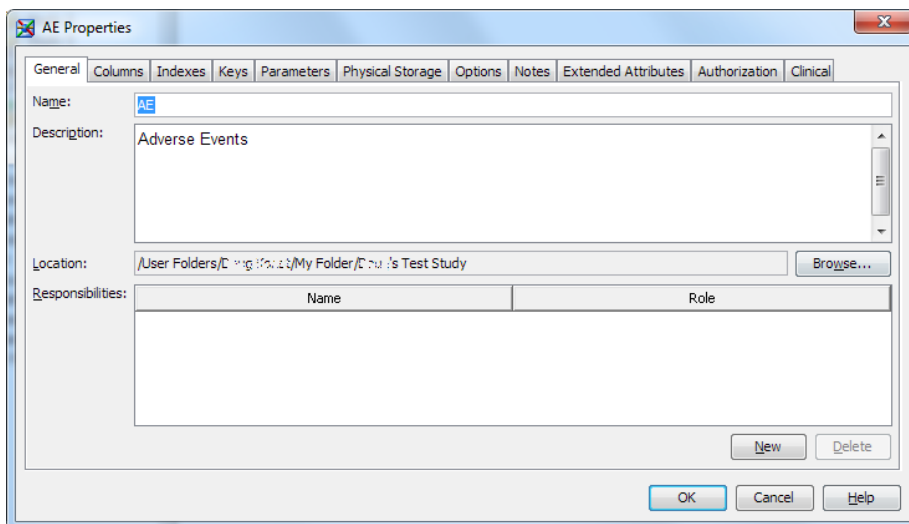 AE Properties
General Columns Indexes Keys Parameters Physical Storage Options Notes Extended Attributes Authorization Clinical
Name: AE
Description: Adverse Events
Location: /User Folders/ /My Folder/ 's Test Study Browse...
Responsibilities: Name Role
New Delete
OK Cancel Help